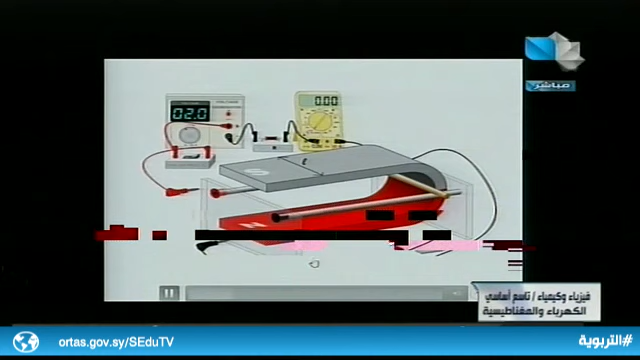 مباشر
02.0
0.00
N
فيزياء وكيمياء / تاسع أساسي
الكهرباء والمغناطيسية
ortas.gov.sy/SEduTV
#التربوية